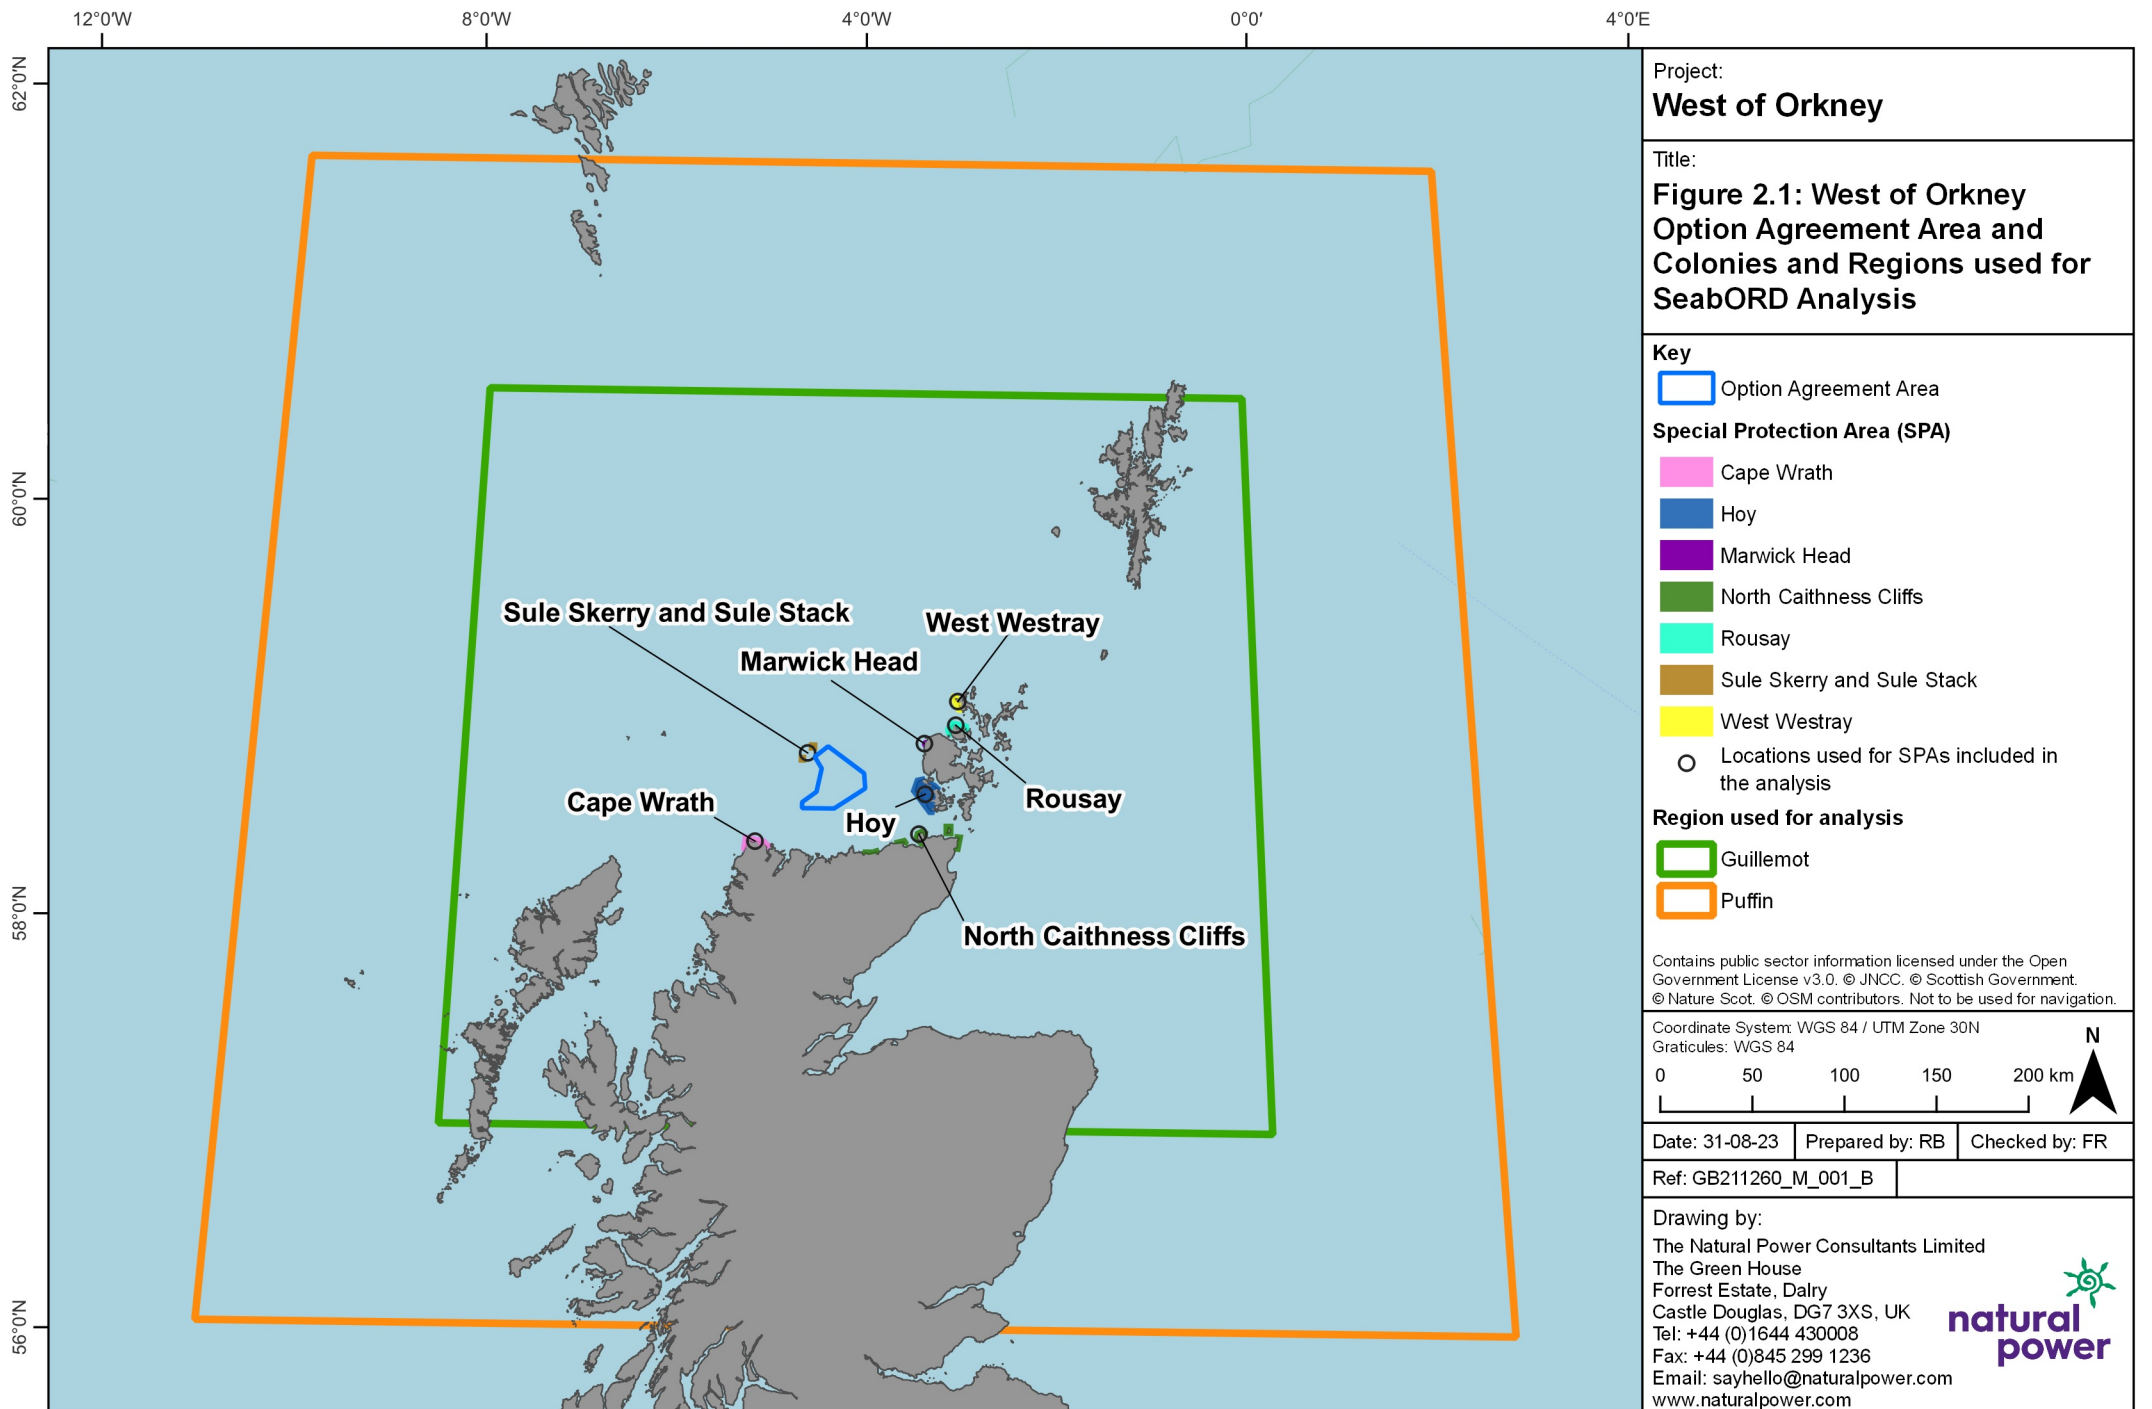 12°0'W
8°0'W
4°0'W
0°0'
4°0'E
62°0'N
60°0'N
58°0'N
56°0'N
Sule Skerry and Sule Stack
West Westray
Marwick Head
Cape Wrath
Rousay
Hoy
North Caithness Cliffs
Project:
West of Orkney
Title:
Figure 2.1: West of Orkney
Option Agreement Area and
Colonies and Regions used for
SeabORD Analysis
Key
Option Agreement Area
Special Protection Area (SPA)
Cape Wrath
Hoy
Marwick Head
North Caithness Cliffs
Rousay
Sule Skerry and Sule Stack
West Westray
Locations used for SPAs included in
the analysis
Region used for analysis
Guillemot
Puffin
Contains public sector information licensed under the Open
Government License v3.0. © JNCC. © Scottish Government.
© Nature Scot. © OSM contributors. Not to be used for navigation.
Coordinate System: WGS 84 / UTM Zone 30N
Graticules: WGS 84
N
0 50 100 150 200 km
Date: 31-08-23 Prepared by: RB Checked by: FR
Ref: GB211260_M_001_B
Drawing by:
The Natural Power Consultants Limited
The Green House
Forrest Estate, Dalry
Castle Douglas, DG7 3XS, UK
Tel: +44 (0)1644 430008
Fax: +44 (0)845 299 1236
Email: sayhello@naturalpower.com
www.naturalpower.com
natural
power